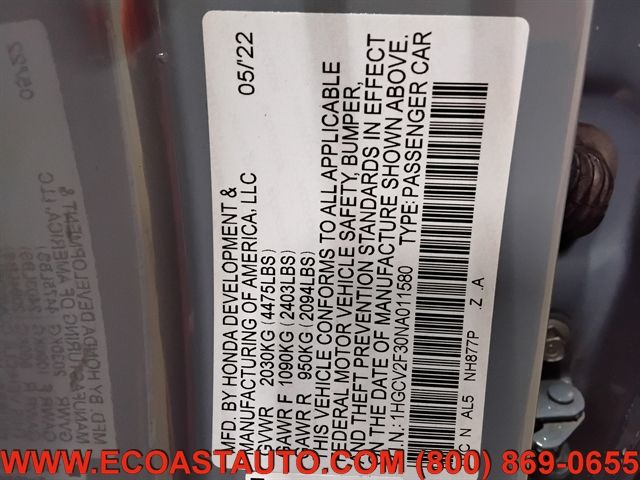 MFD. BY HONDA DEVELOPMENT &
MANUFACTURING OF AMERICA, LLC 05/22
GVWR 2030KG (4475LBS)
GAWR F 1090KG (2403LBS)
GAWR R 950KG (2094LBS)
THIS VEHICLE CONFORMS TO ALL APPLICABLE
FEDERAL MOTOR VEHICLE SAFETY, BUMPER,
AND THEFT PREVENTION STANDARDS IN EFFECT
ON THE DATE OF MANUFACTURE SHOWN ABOVE.
V.I.N.: 1HGCV2F30NA011580 TYPE: PASSENGER CAR
C N AL5 NH877P .Z .A
WWW.ECOASTAUTO.COM (800) 869-0655